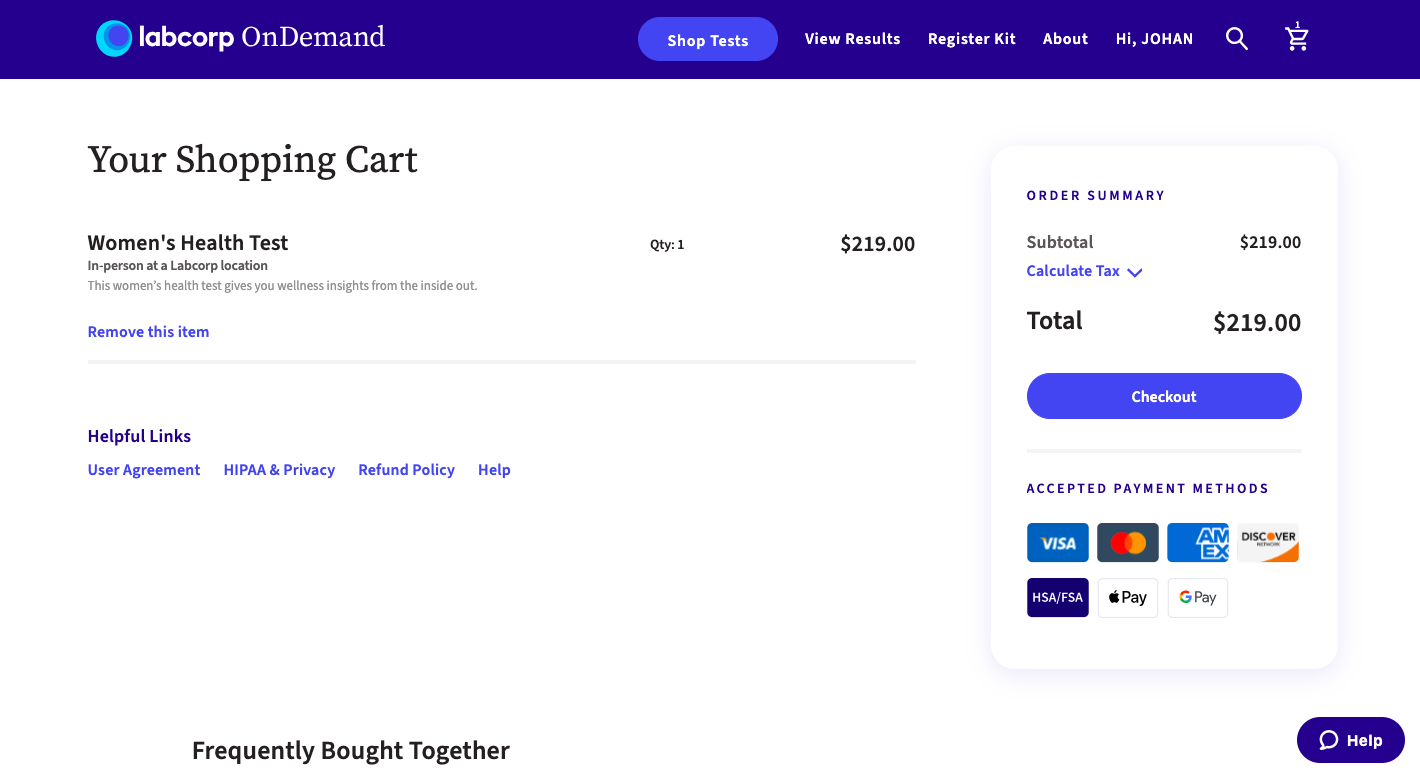 labcorp OnDemand
Shop Tests
View Results
Register Kit
About
Hi, JOHAN
1
Your Shopping Cart
Women's Health Test
Qty: 1
$219.00
In-person at a Labcorp location
This women’s health test gives you wellness insights from the inside out.
Remove this item
Helpful Links
User Agreement
HIPAA & Privacy
Refund Policy
Help
ORDER SUMMARY
Subtotal
$219.00
Calculate Tax
Total
$219.00
Checkout
ACCEPTED PAYMENT METHODS
VISA
AMEX
DISCOVER
NETWORK
HSA/FSA
Pay
G Pay
Frequently Bought Together
Help